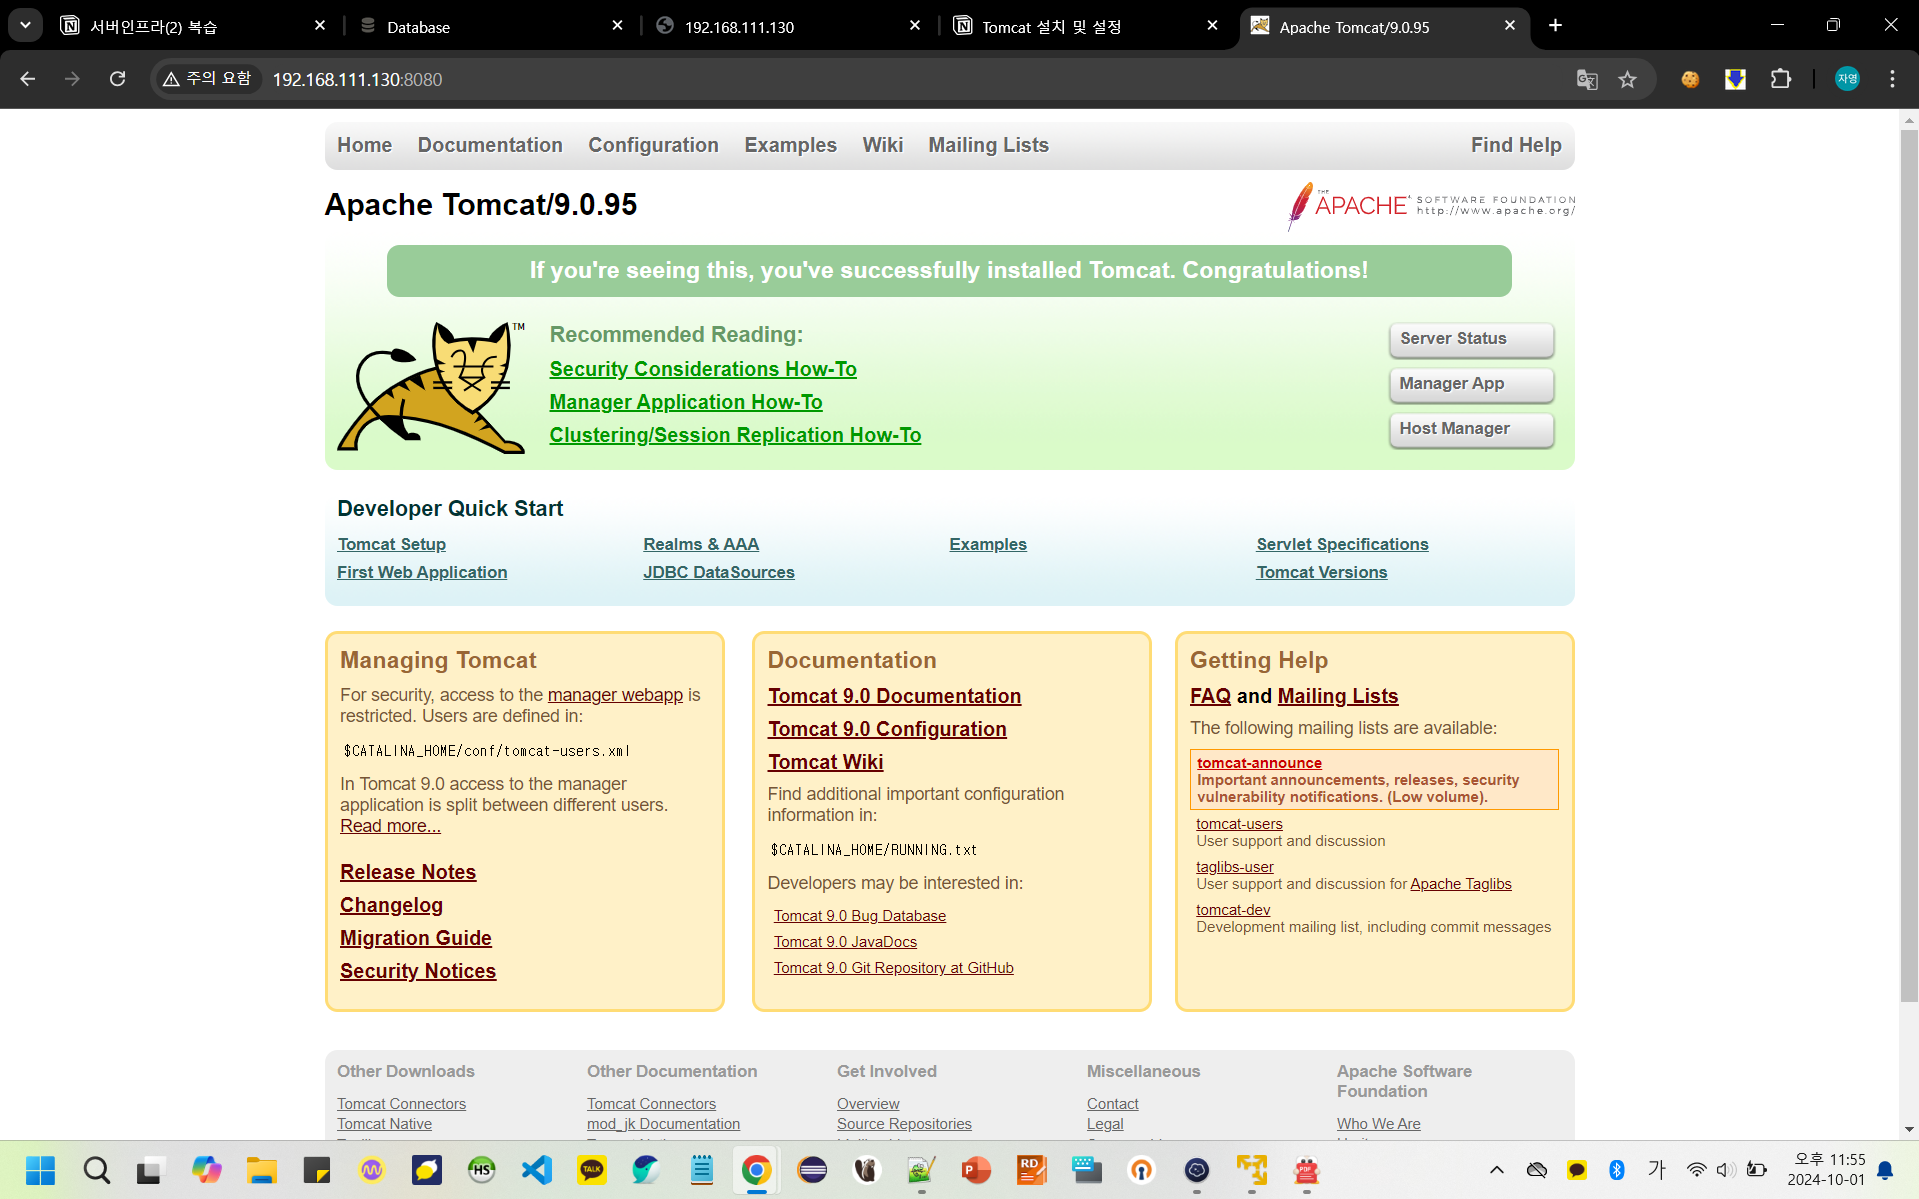 서버인프라(2) 복습
Database
192.168.111.130
Tomcat 설치 및 설정
Apache Tomcat/9.0.95
주의 요함
192.168.111.130:8080
자영
Home Documentation Configuration Examples Wiki Mailing Lists Find Help
Apache Tomcat/9.0.95
THE
APACHE SOFTWARE FOUNDATION
http://www.apache.org/
If you're seeing this, you've successfully installed Tomcat. Congratulations!
TM
Recommended Reading:
Security Considerations How-To
Manager Application How-To
Clustering/Session Replication How-To
Server Status
Manager App
Host Manager
Developer Quick Start
Tomcat Setup
First Web Application
Realms & AAA
JDBC DataSources
Examples
Servlet Specifications
Tomcat Versions
Managing Tomcat
For security, access to the manager webapp is
restricted. Users are defined in:
$CATALINA_HOME/conf/tomcat-users.xml
In Tomcat 9.0 access to the manager
application is split between different users.
Read more...
Release Notes
Changelog
Migration Guide
Security Notices
Documentation
Tomcat 9.0 Documentation
Tomcat 9.0 Configuration
Tomcat Wiki
Find additional important configuration
information in:
$CATALINA_HOME/RUNNING.txt
Developers may be interested in:
Tomcat 9.0 Bug Database
Tomcat 9.0 JavaDocs
Tomcat 9.0 Git Repository at GitHub
Getting Help
FAQ and Mailing Lists
The following mailing lists are available:
tomcat-announce
Important announcements, releases, security
vulnerability notifications. (Low volume).
tomcat-users
User support and discussion
taglibs-user
User support and discussion for Apache Taglibs
tomcat-dev
Development mailing list, including commit messages
Other Downloads
Tomcat Connectors
Tomcat Native
Other Documentation
Tomcat Connectors
mod_jk Documentation
Get Involved
Overview
Source Repositories
Miscellaneous
Contact
Legal
Apache Software
Foundation
Who We Are
HS
TALK
P
RD
PDF
가
오후 11:55
2024-10-01